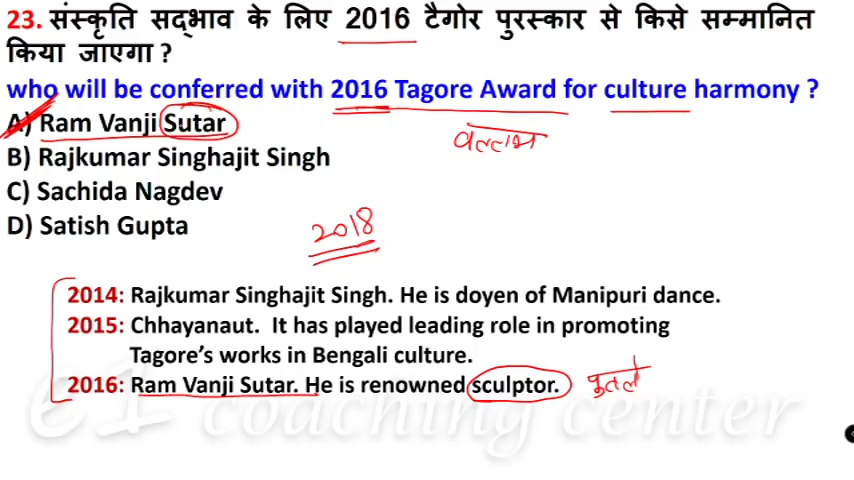 23. संस्कृति सद्भाव के लिए 2016 टैगोर पुरस्कार से किसे सम्मानित
किया जाएगा ?
who will be conferred with 2016 Tagore Award for culture harmony ?
A) Ram Vanji Sutar
B) Rajkumar Singhajit Singh
C) Sachida Nagdev
D) Satish Gupta
2018
2014: Rajkumar Singhajit Singh. He is doyen of Manipuri dance.
2015: Chhayanaut. It has played leading role in promoting
Tagore's works in Bengali culture.
2016: Ram Vanji Sutar. He is renowned sculptor.
e1 coaching center